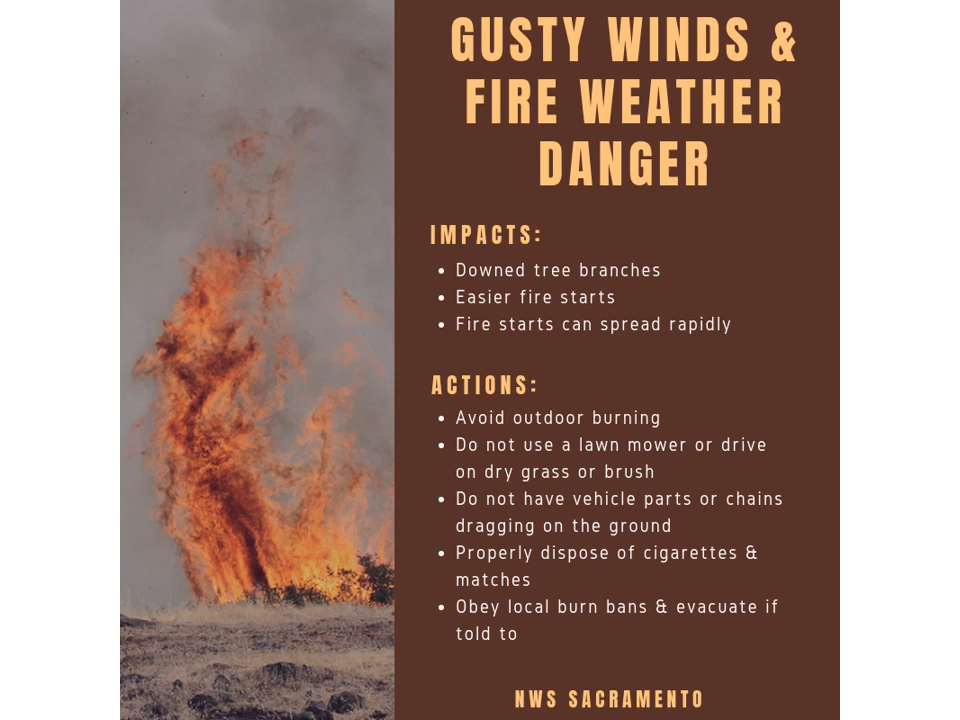 GUSTY WINDS &
FIRE WEATHER
DANGER
IMPACTS:
• Downed tree branches
• Easier fire starts
• Fire starts can spread rapidly
ACTIONS:
• Avoid outdoor burning
• Do not use a lawn mower or drive
on dry grass or brush
• Do not have vehicle parts or chains
dragging on the ground
• Properly dispose of cigarettes &
matches
• Obey local burn bans & evacuate if
told to
NWS SACRAMENTO